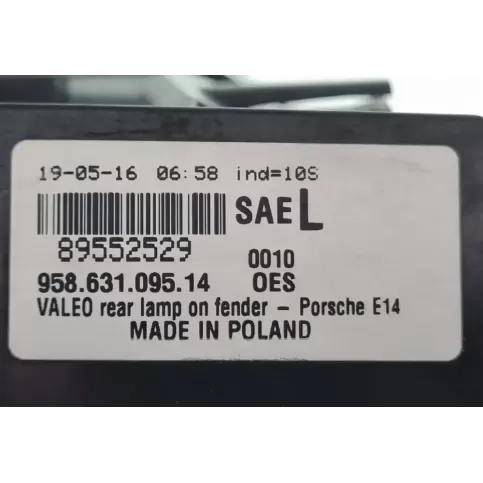 19-05-16 06:58 ind=10S
SAE L
89552529 0010
958.631.095.14 OES
VALEO rear lamp on fender - Porsche E14
MADE IN POLAND